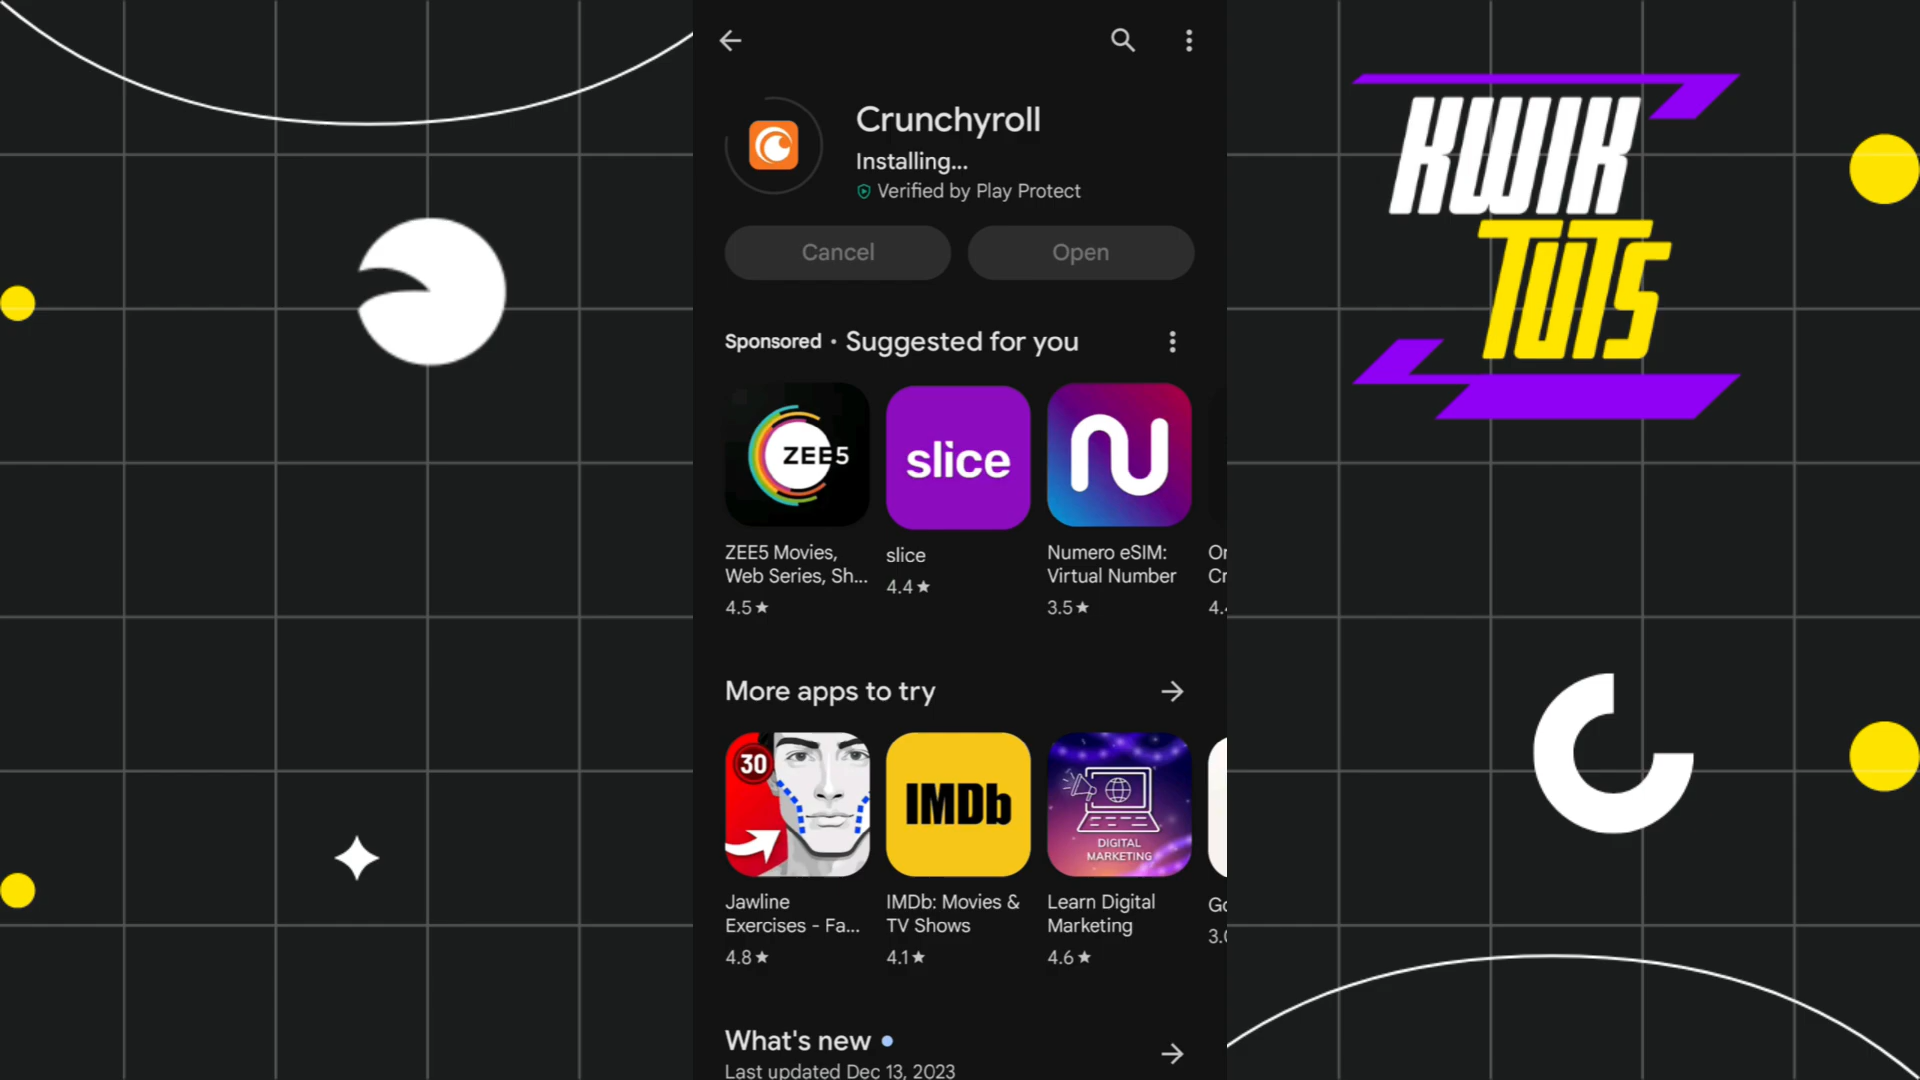 Crunchyroll
Installing...
Verified by Play Protect
Cancel
Open
Sponsored • Suggested for you
ZEE5
slice
ZEE5 Movies,
Web Series, Sh...
4.5★
slice
4.4★
Numero eSIM:
Virtual Number
3.5★
More apps to try
30
IMDb
DIGITAL
MARKETING
Jawline
Exercises - Fa...
4.8★
IMDb: Movies &
TV Shows
4.1★
Learn Digital
Marketing
4.6★
What's new
Last updated Dec 13, 2023
KWIK
TUTS